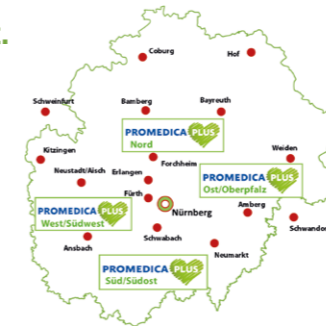 Coburg
Hof
Schweinfurt
Bamberg
Bayreuth
PROMEDICA PLUS
Nord
Kitzingen
Forchheim
Weiden
Neustadt/Aisch
Erlangen
PROMEDICA PLUS
Ost/Oberpfalz
Fürth
PROMEDICA PLUS
West/Südwest
Nürnberg
Amberg
Schwandor
Schwabach
Ansbach
Neumarkt
PROMEDICA PLUS
Süd/Südost